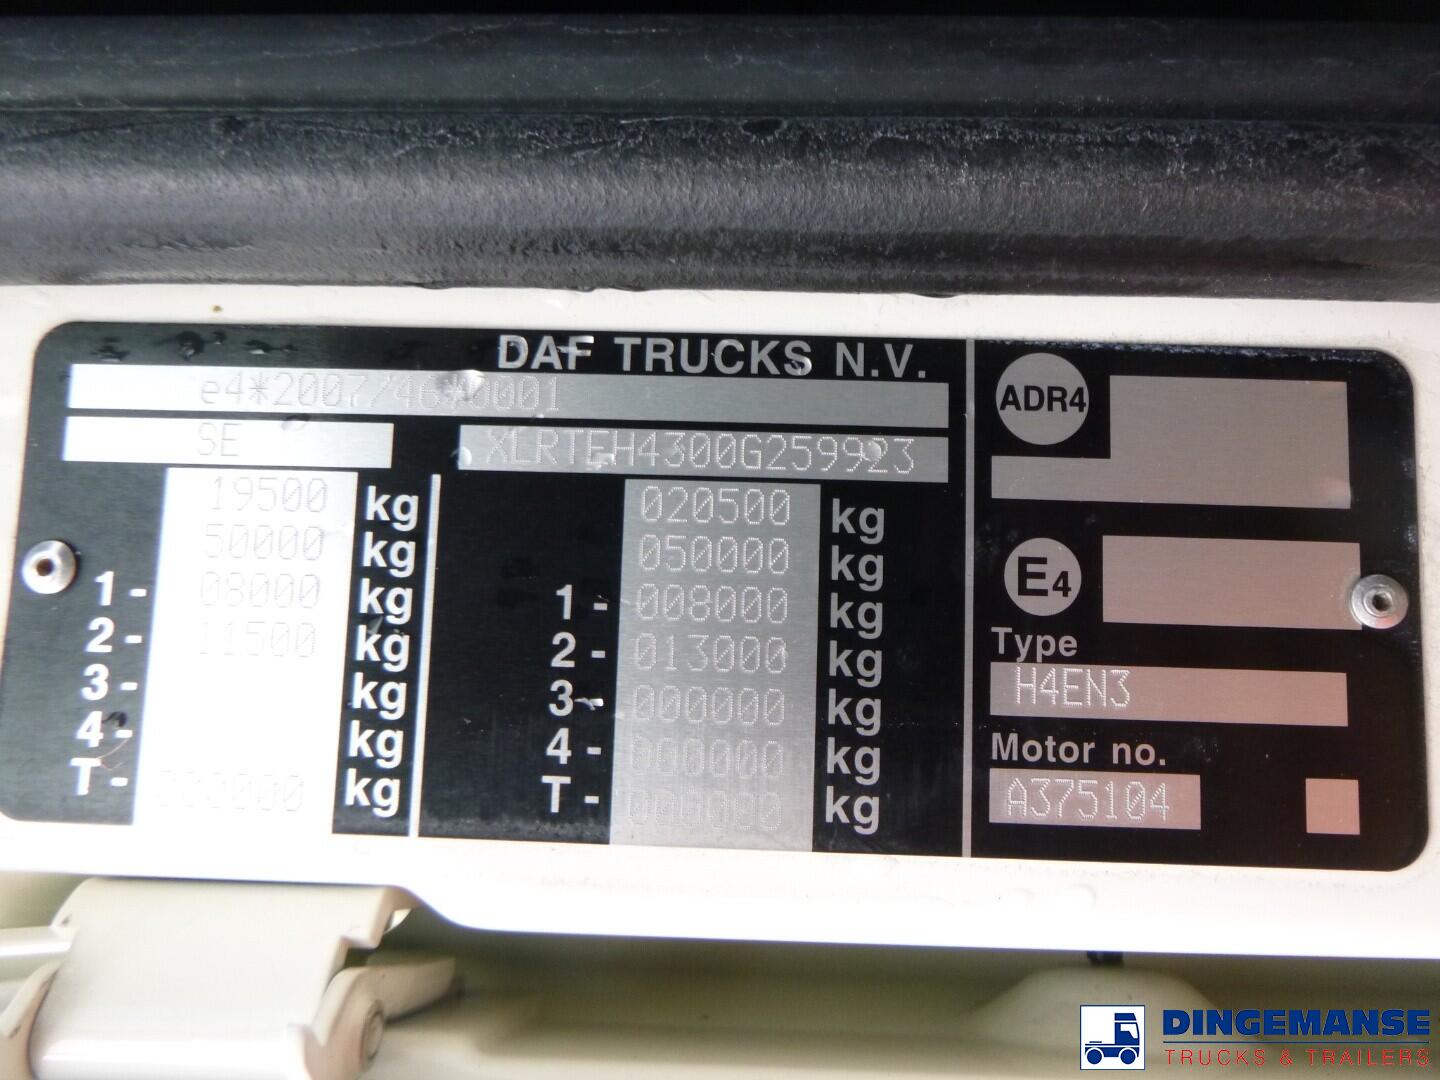 DAF TRUCKS N.V.
e4*2007/46*0001
SE XLRTEH4300G259923
19500 kg 020500 kg
50000 kg 050000 kg
1- 08000 kg 1- 008000 kg
2- 11500 kg 2- 013000 kg
3- kg 3- 000000 kg
4- kg 4- 000000 kg
T- 000000 kg T- 000000 kg
ADR4
E4
Type
H4EN3
Motor no.
A375104
DINGEMANSE
TRUCKS & TRAILERS